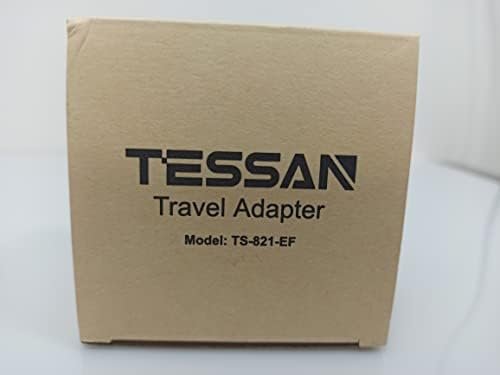 TESSAN
Travel Adapter
Model: TS-821-EF